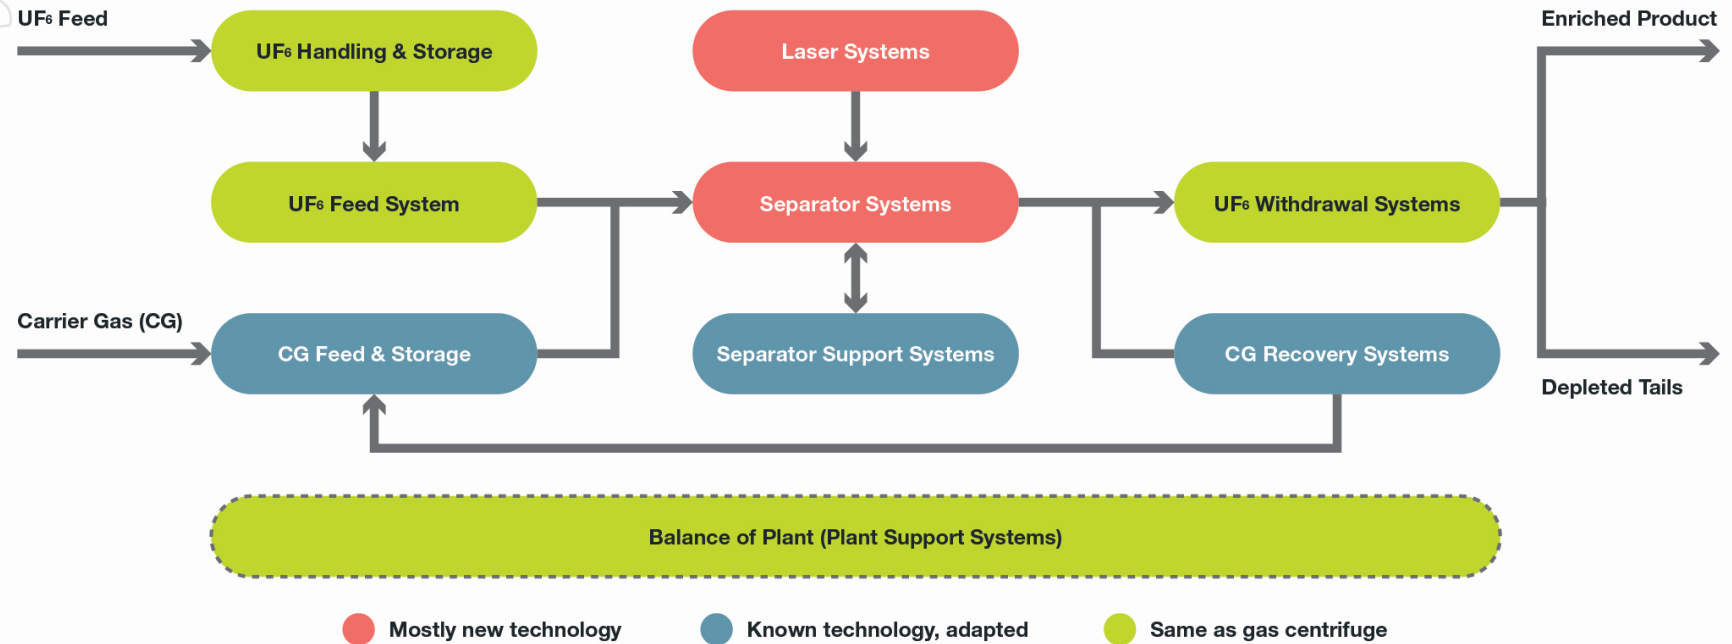 UF6 Feed
UF6 Handling & Storage
Laser Systems
Enriched Product
UF6 Feed System
Separator Systems
UF6 Withdrawal Systems
Carrier Gas (CG)
CG Feed & Storage
Separator Support Systems
CG Recovery Systems
Depleted Tails
Balance of Plant (Plant Support Systems)
Mostly new technology
Known technology, adapted
Same as gas centrifuge